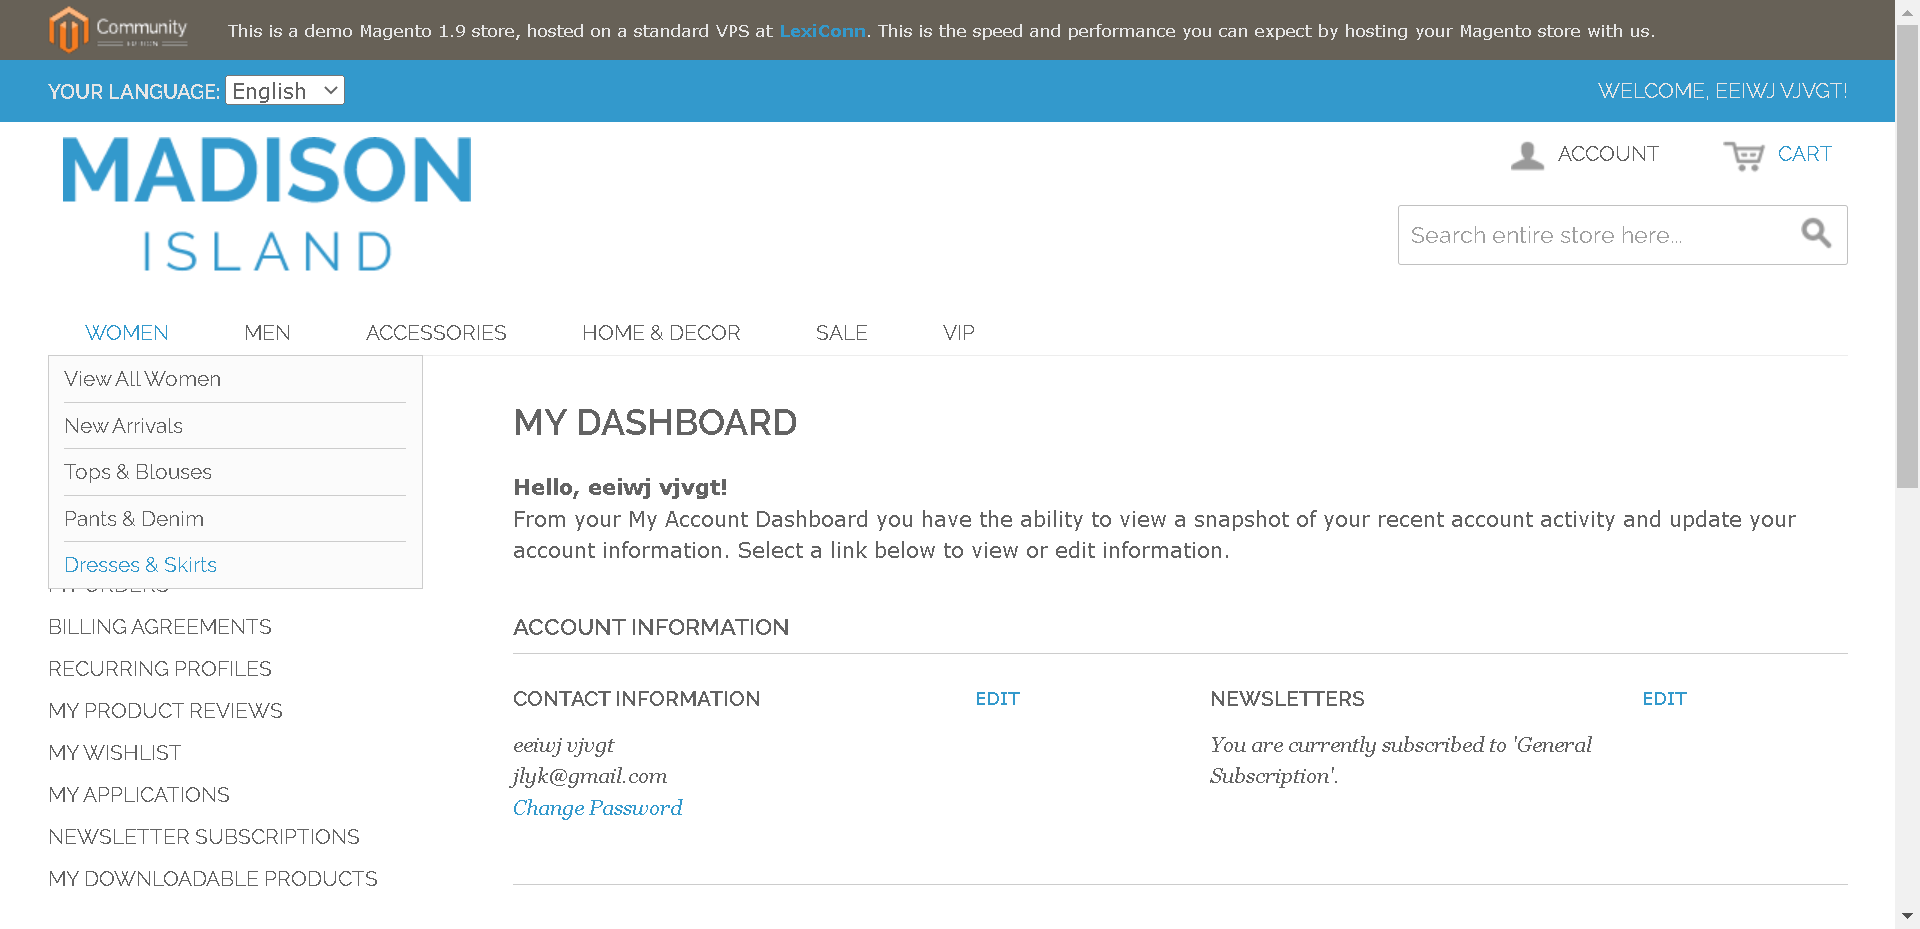 Community
This is a demo Magento 1.9 store, hosted on a standard VPS at LexiConn. This is the speed and performance you can expect by hosting your Magento store with us.
YOUR LANGUAGE: English
WELCOME, EEIWJ VJVGT!
MADISON
ISLAND
ACCOUNT
CART
Search entire store here...
WOMEN
MEN
ACCESSORIES
HOME & DECOR
SALE
VIP
View All Women
New Arrivals
Tops & Blouses
Pants & Denim
Dresses & Skirts
MY ORDERS
BILLING AGREEMENTS
RECURRING PROFILES
MY PRODUCT REVIEWS
MY WISHLIST
MY APPLICATIONS
NEWSLETTER SUBSCRIPTIONS
MY DOWNLOADABLE PRODUCTS
MY DASHBOARD
Hello, eeiwj vjvgt!
From your My Account Dashboard you have the ability to view a snapshot of your recent account activity and update your
account information. Select a link below to view or edit information.
ACCOUNT INFORMATION
CONTACT INFORMATION
EDIT
eeiwj vjvgt
jlyk@gmail.com
Change Password
NEWSLETTERS
EDIT
You are currently subscribed to 'General
Subscription'.